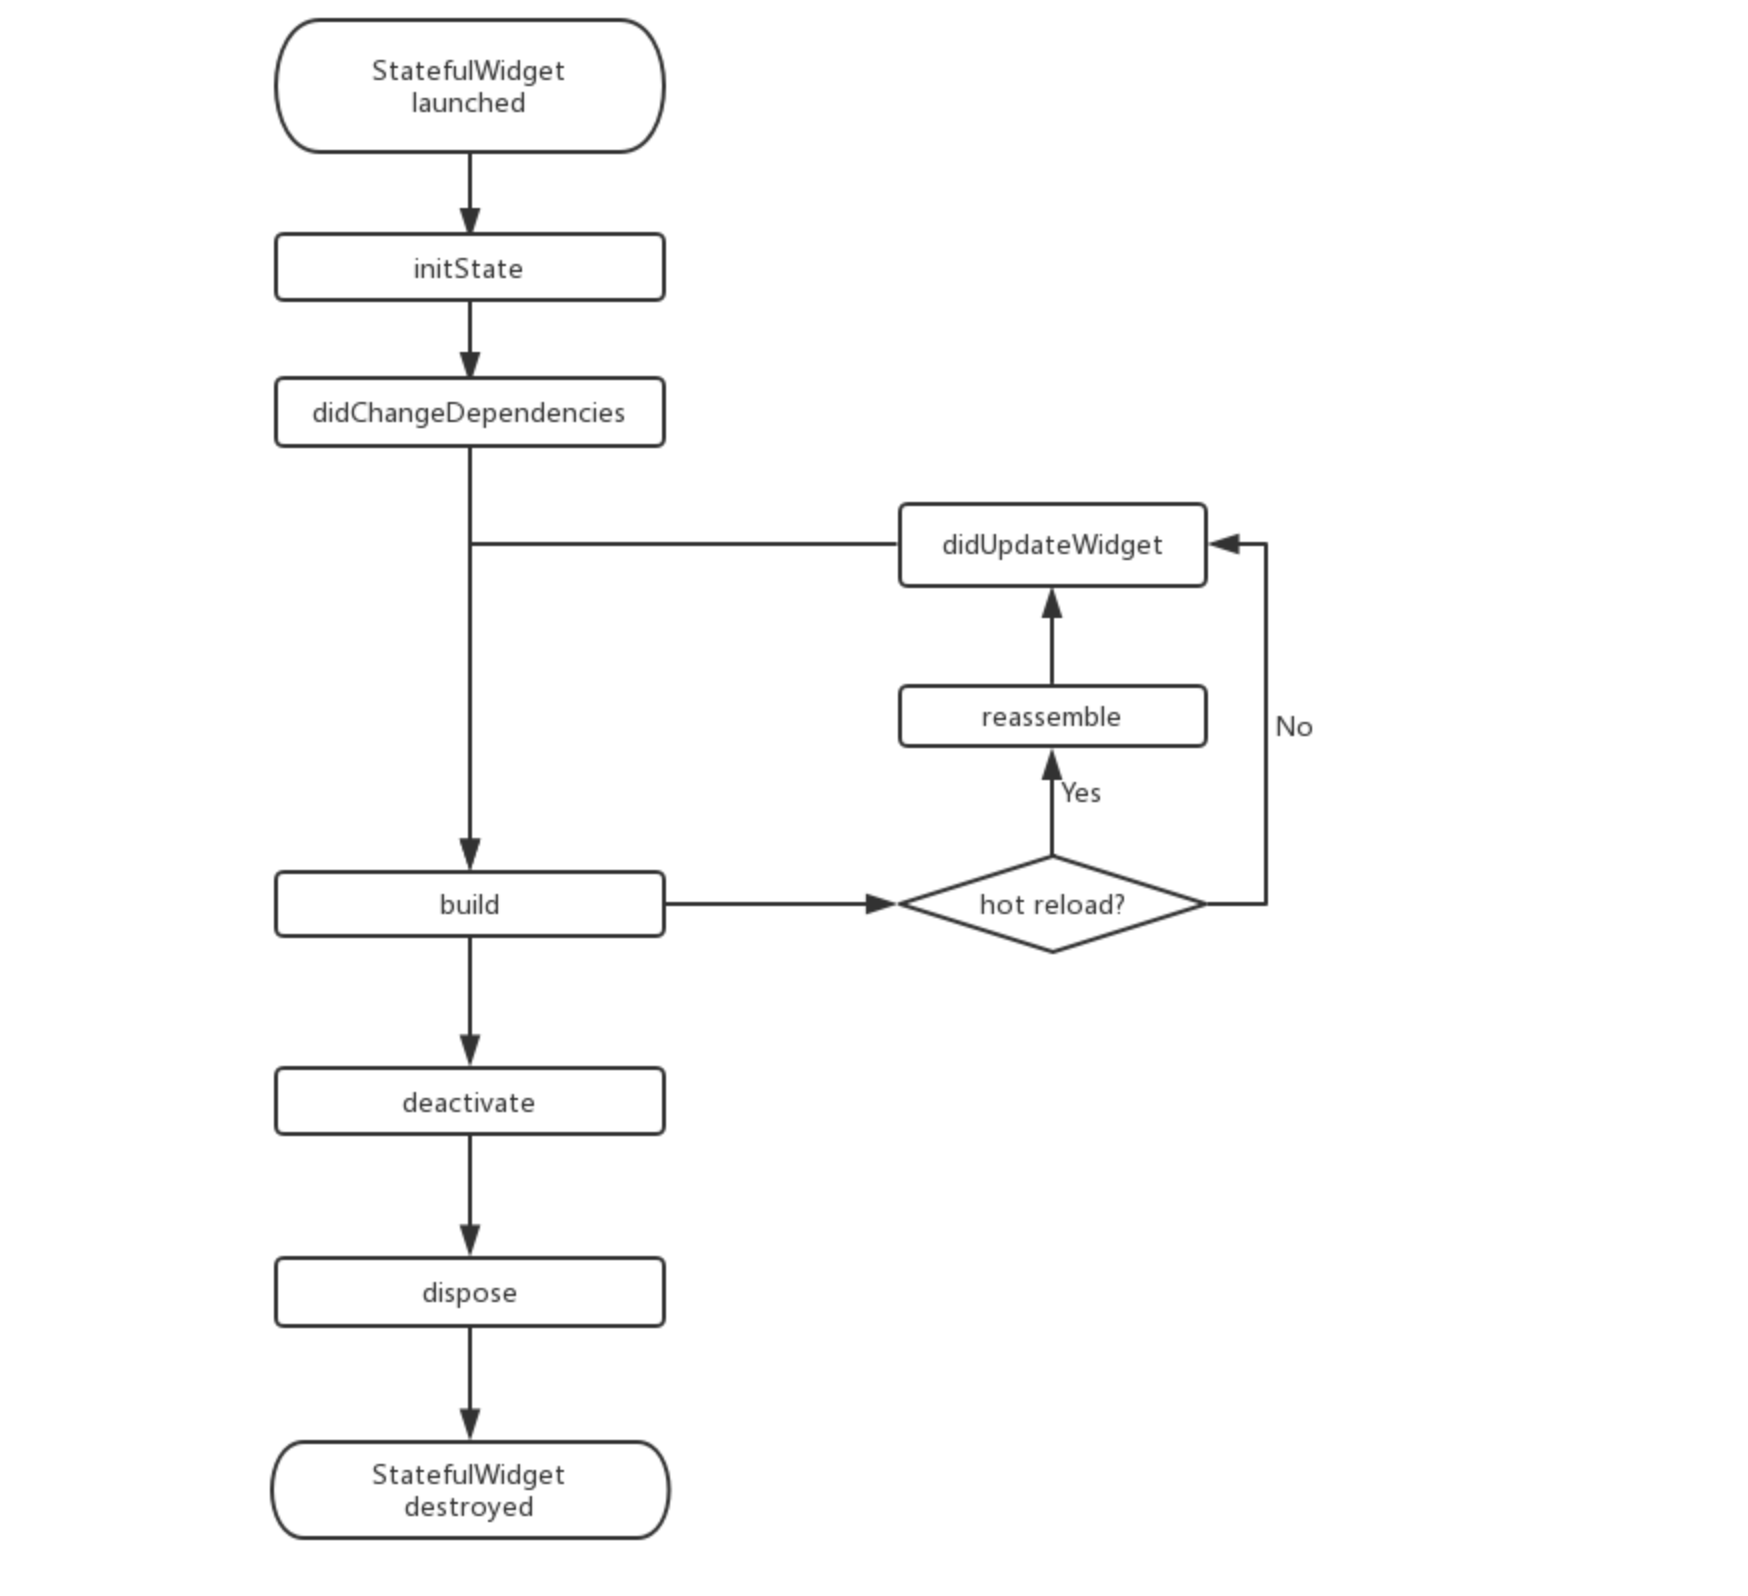 StatefulWidget
launched
initState
didChangeDependencies
didUpdateWidget
reassemble
No
Yes
build
hot reload?
deactivate
dispose
StatefulWidget
destroyed